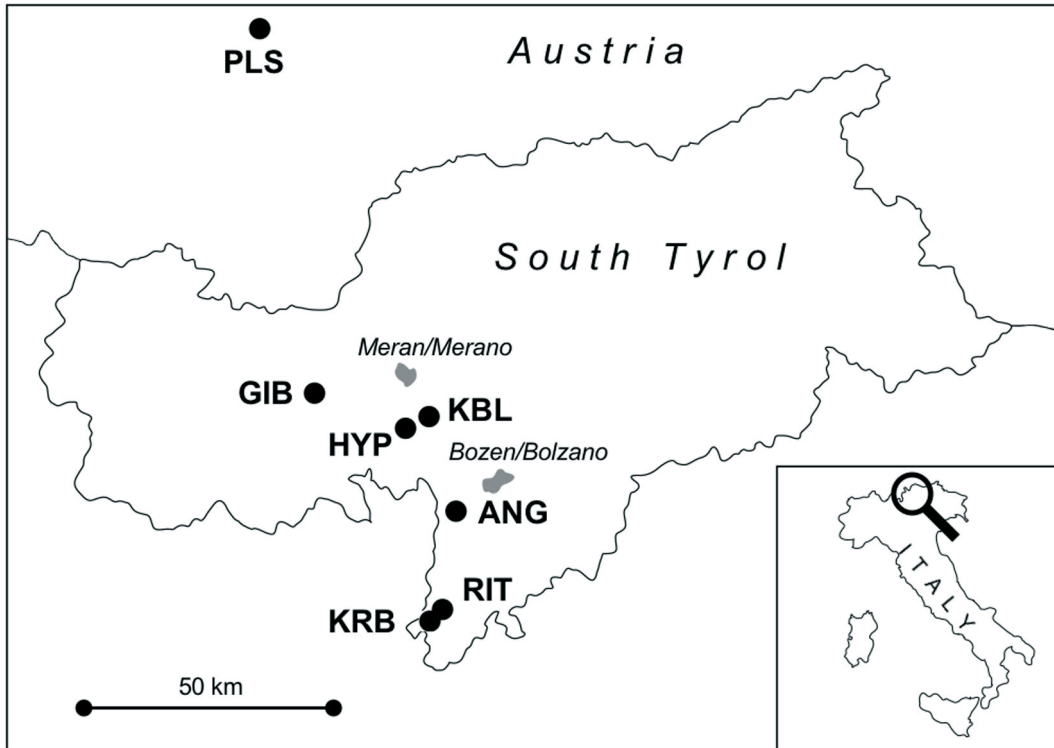 Austria
PLS
South Tyrol
Meran/Merano
GIB
KBL
HYP
Bozen/Bolzano
ANG
RIT
KRB
50 km
ITALY